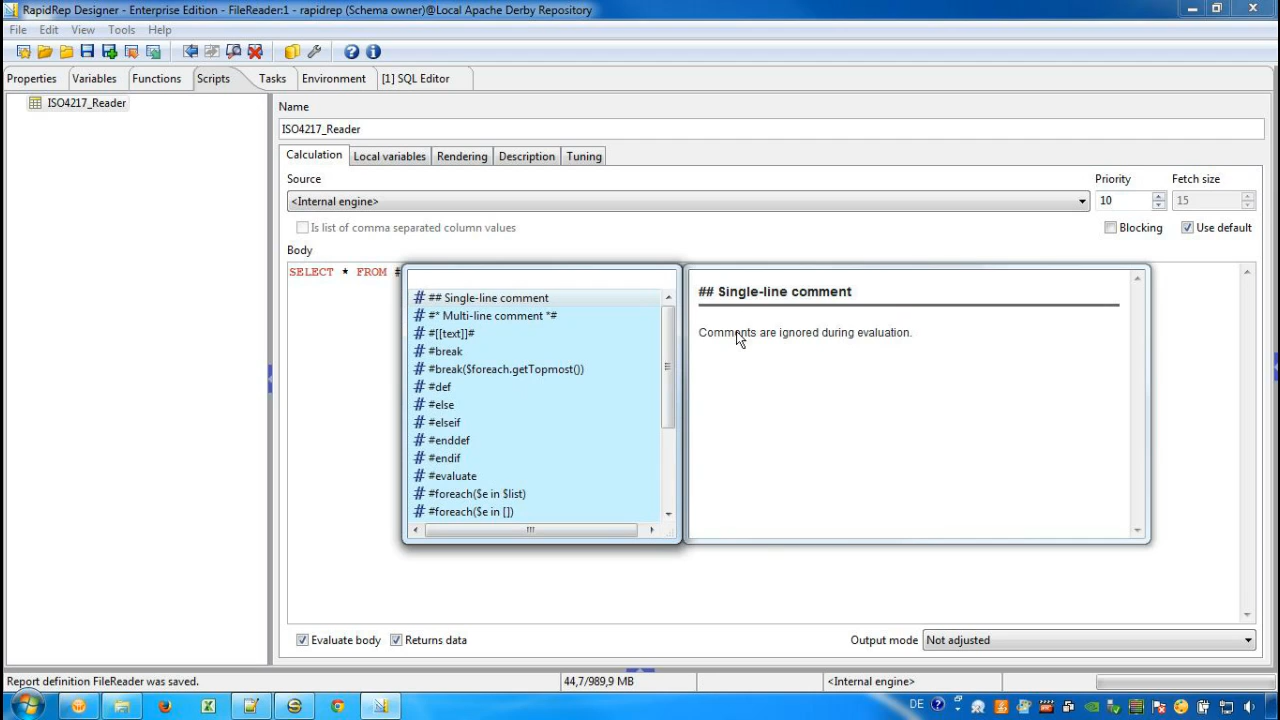 RapidRep Designer - Enterprise Edition - FileReader:1 - rapidrep (Schema owner)@Local Apache Derby Repository
File Edit View Tools Help
Properties Variables Functions Scripts Tasks Environment [1] SQL Editor
ISO4217_Reader
Name
ISO4217_Reader
Calculation Local variables Rendering Description Tuning
Source Priority Fetch size
<Internal engine> 10 15
Is list of comma separated column values Blocking Use default
Body
SELECT * FROM #
## Single-line comment
#* Multi-line comment *#
#[[text]]#
#break
#break($foreach.getTopmost())
#def
#else
#elseif
#enddef
#endif
#evaluate
#foreach($e in $list)
#foreach($e in [])
## Single-line comment
Comments are ignored during evaluation.
Evaluate body Returns data Output mode Not adjusted
Report definition FileReader was saved. 44,7/989,9 MB <Internal engine>
DE